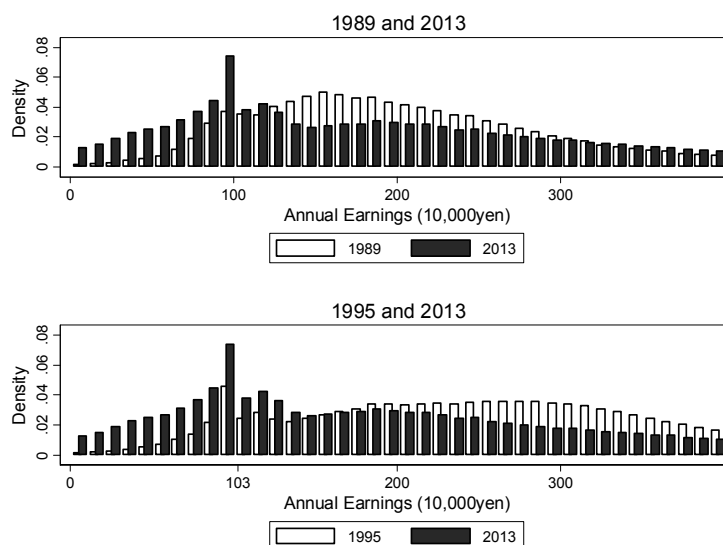 1989 and 2013
Density
0 .02 .04 .06 .08
0 100 200 300
Annual Earnings (10,000yen)
1989 2013
1995 and 2013
Density
0 .02 .04 .06 .08
0 103 200 300
Annual Earnings (10,000yen)
1995 2013